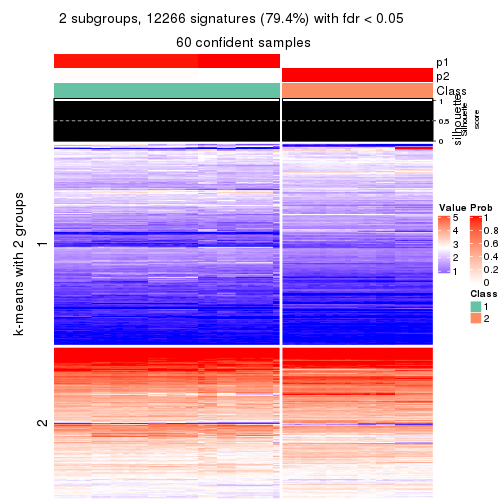 2 subgroups, 12266 signatures (79.4%) with fdr < 0.05
60 confident samples
p1
p2
Class
silhouette
1
0.5
0
Silhouette
score
k-means with 2 groups
1
2
Value
5
4
3
2
1
Prob
1
0.8
0.6
0.4
0.2
0
Class
1
2